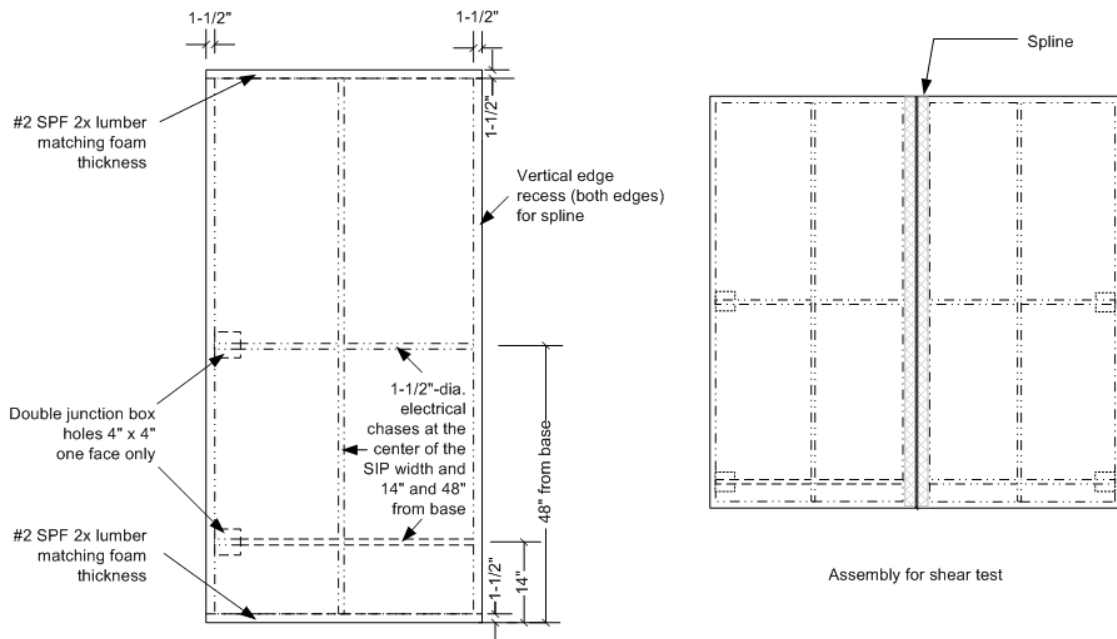 1-1/2"
1-1/2"
#2 SPF 2x lumber
matching foam
thickness
1-1/2"
Vertical edge
recess (both edges)
for spline
Double junction box
holes 4" x 4"
one face only
1-1/2"-dia.
electrical
chases at the
center of the
SIP width and
14" and 48"
from base
48" from base
#2 SPF 2x lumber
matching foam
thickness
1-1/2"
14"
Spline
Assembly for shear test